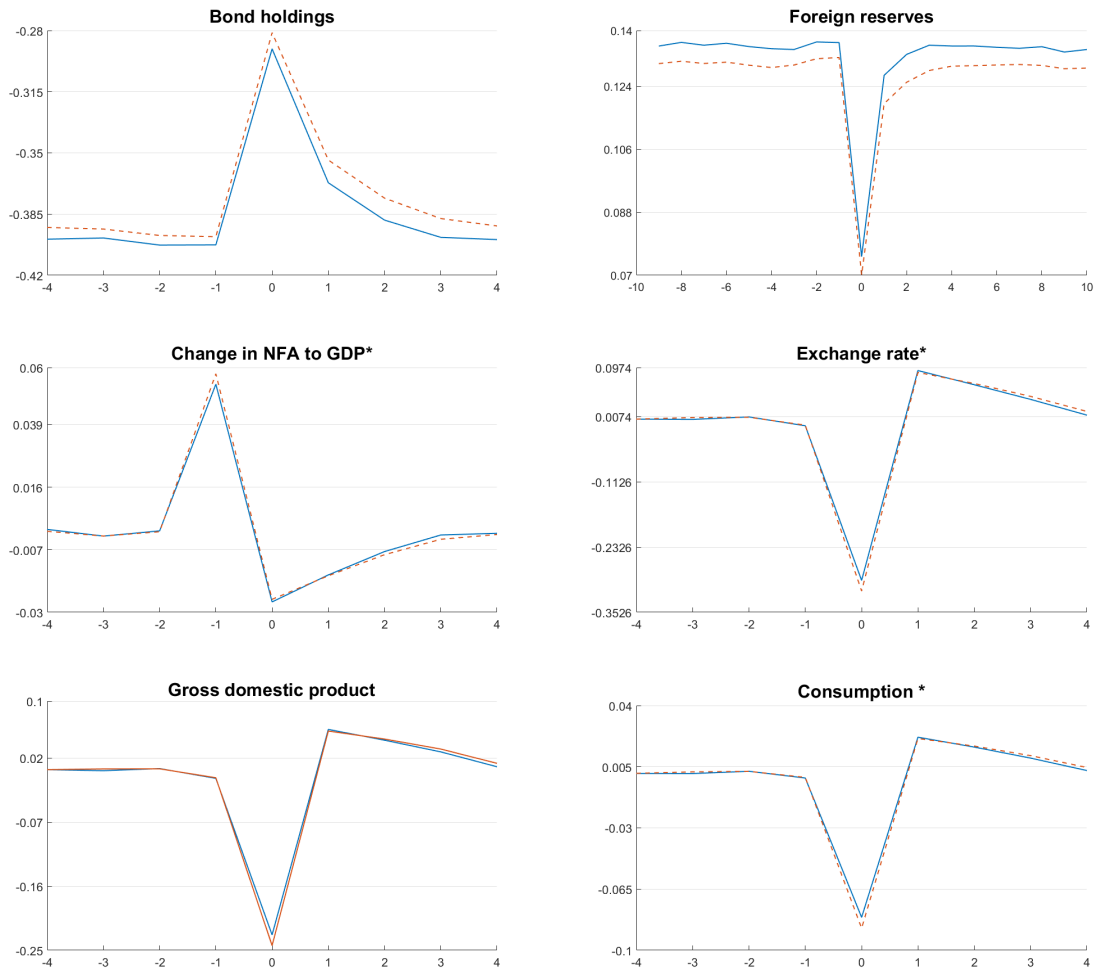 Bond holdings
-0.28
-0.315
-0.35
-0.385
-0.42
-4 -3 -2 -1 0 1 2 3 4
Foreign reserves
0.14
0.124
0.106
0.088
0.07
-10 -8 -6 -4 -2 0 2 4 6 8 10
Change in NFA to GDP*
0.06
0.039
0.016
-0.007
-0.03
-4 -3 -2 -1 0 1 2 3 4
Exchange rate*
0.0974
0.0074
-0.1126
-0.2326
-0.3526
-4 -3 -2 -1 0 1 2 3 4
Gross domestic product
0.1
0.02
-0.07
-0.16
-0.25
-4 -3 -2 -1 0 1 2 3 4
Consumption *
0.04
0.005
-0.03
-0.065
-0.1
-4 -3 -2 -1 0 1 2 3 4